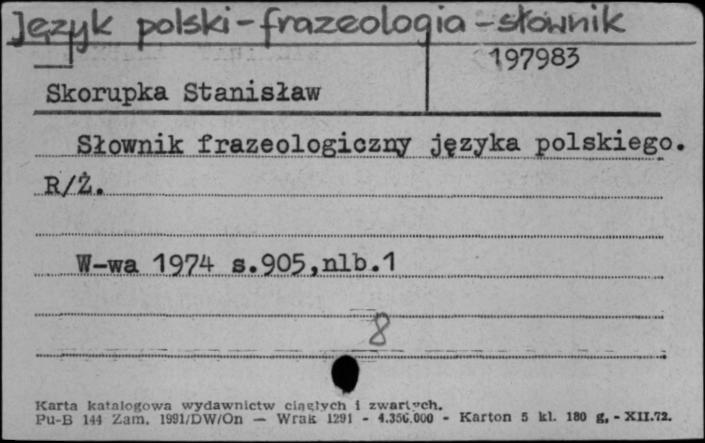 Język polski - frazeologia - słownik
197983
Skorupka Stanisław
Słownik frazeologiczny języka polskiego.
R/Ż.
W-wa 1974 s.905,nlb.1
8
Karta katalogowa wydawnictw ciągłych i zwartych.
Pu-B 144 Zam. 1991/DW/On — Wrak 1291 - 4.350.000 - Karton 5 kl. 180 g. - XII.72.